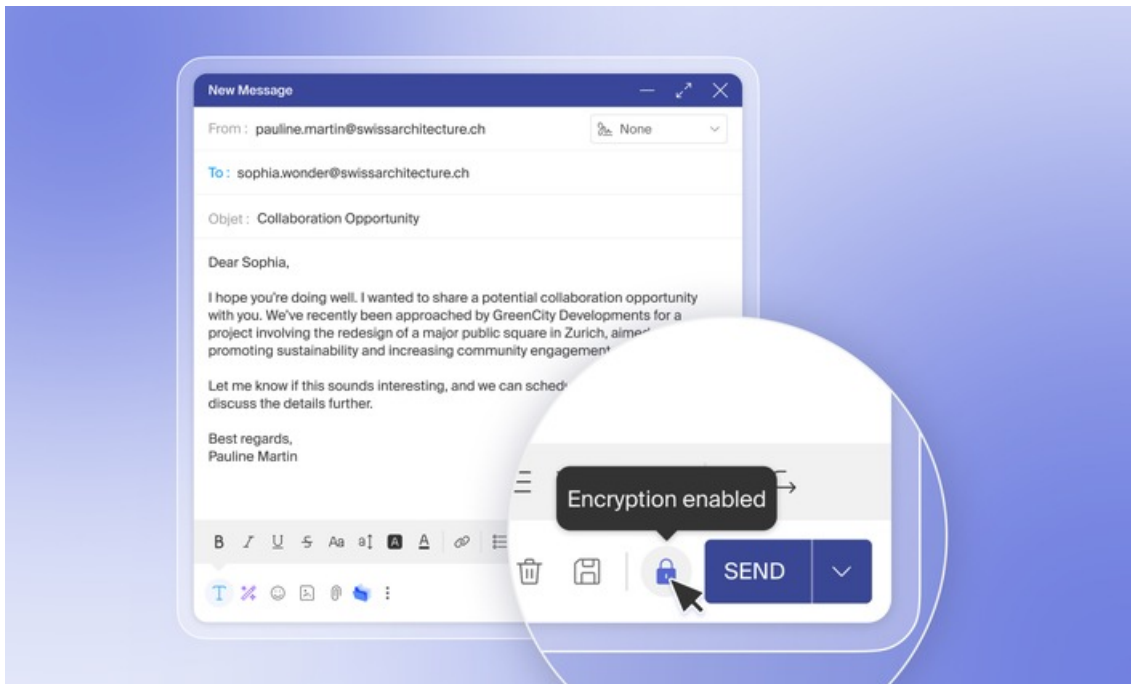 New Message
From : pauline.martin@swissarchitecture.ch
None
To : sophia.wonder@swissarchitecture.ch
Objet : Collaboration Opportunity
Dear Sophia,
I hope you're doing well. I wanted to share a potential collaboration opportunity
with you. We've recently been approached by GreenCity Developments for a
project involving the redesign of a major public square in Zurich, aimed
promoting sustainability and increasing community engagement
Let me know if this sounds interesting, and we can
discuss the details further.
Best regards,
Pauline Martin
Encryption enabled
B I U S Aa aI A A
T
SEND